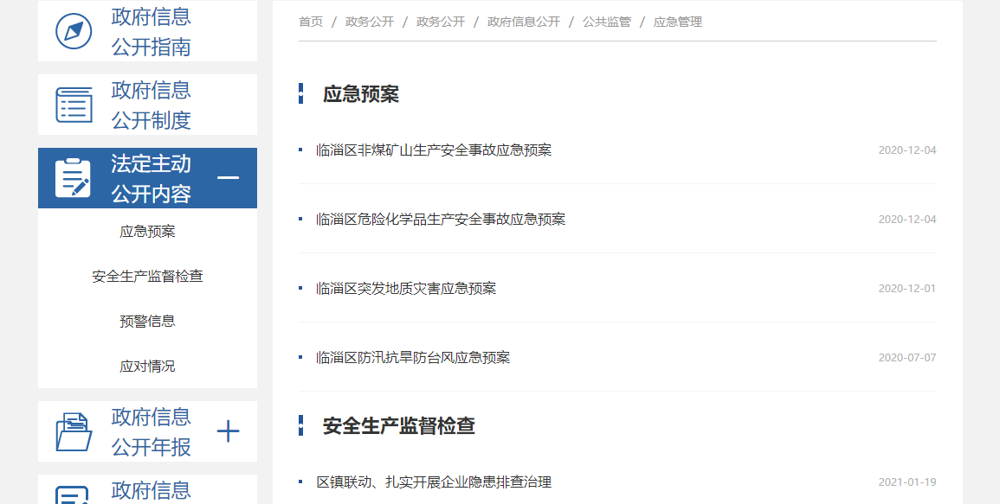 政府信息
公开指南
政府信息
公开制度
法定主动
公开内容
应急预案
安全生产监督检查
预警信息
应对情况
政府信息
公开年报
政府信息
首页 / 政务公开 / 政务公开 / 政府信息公开 / 公共监管 / 应急管理
应急预案
临淄区非煤矿山生产安全事故应急预案 2020-12-04
临淄区危险化学品生产安全事故应急预案 2020-12-04
临淄区突发地质灾害应急预案 2020-12-01
临淄区防汛抗旱防台风应急预案 2020-07-07
安全生产监督检查
区镇联动、扎实开展企业隐患排查治理 2021-01-19